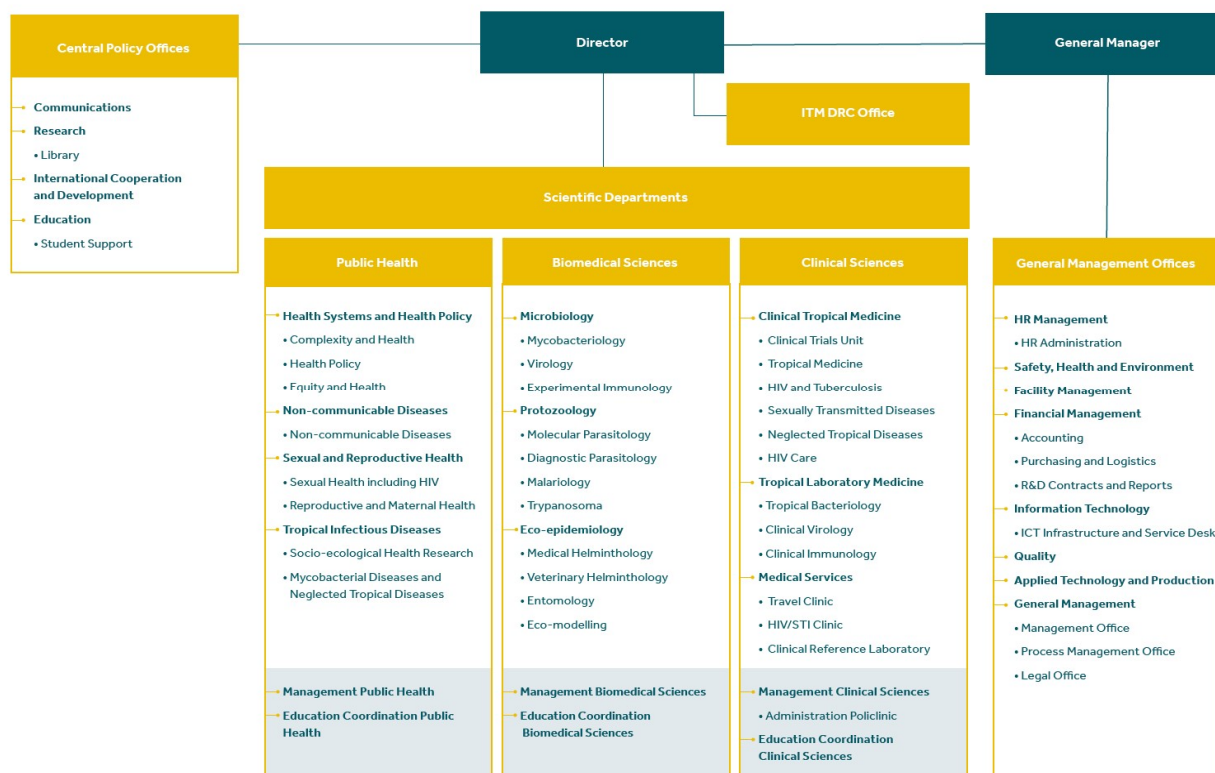 Central Policy Offices
Director
General Manager
Communications
Research
• Library
International Cooperation
and Development
Education
• Student Support
ITM DRC Office
Scientific Departments
Public Health
Health Systems and Health Policy
• Complexity and Health
• Health Policy
• Equity and Health
Non-communicable Diseases
• Non-communicable Diseases
Sexual and Reproductive Health
• Sexual Health including HIV
• Reproductive and Maternal Health
Tropical Infectious Diseases
• Socio-ecological Health Research
• Mycobacterial Diseases and
Neglected Tropical Diseases
Management Public Health
Education Coordination Public
Health
Biomedical Sciences
Microbiology
• Mycobacteriology
• Virology
• Experimental Immunology
Protozoology
• Molecular Parasitology
• Diagnostic Parasitology
• Malariology
• Trypanosoma
Eco-epidemiology
• Medical Helminthology
• Veterinary Helminthology
• Entomology
• Eco-modelling
Management Biomedical Sciences
Education Coordination
Biomedical Sciences
Clinical Sciences
Clinical Tropical Medicine
• Clinical Trials Unit
• Tropical Medicine
• HIV and Tuberculosis
• Sexually Transmitted Diseases
• Neglected Tropical Diseases
• HIV Care
Tropical Laboratory Medicine
• Tropical Bacteriology
• Clinical Virology
• Clinical Immunology
Medical Services
• Travel Clinic
• HIV/STI Clinic
• Clinical Reference Laboratory
Management Clinical Sciences
• Administration Policlinic
Education Coordination
Clinical Sciences
General Management Offices
HR Management
• HR Administration
Safety, Health and Environment
Facility Management
Financial Management
• Accounting
• Purchasing and Logistics
• R&D Contracts and Reports
Information Technology
• ICT Infrastructure and Service Desk
Quality
Applied Technology and Production
General Management
• Management Office
• Process Management Office
• Legal Office